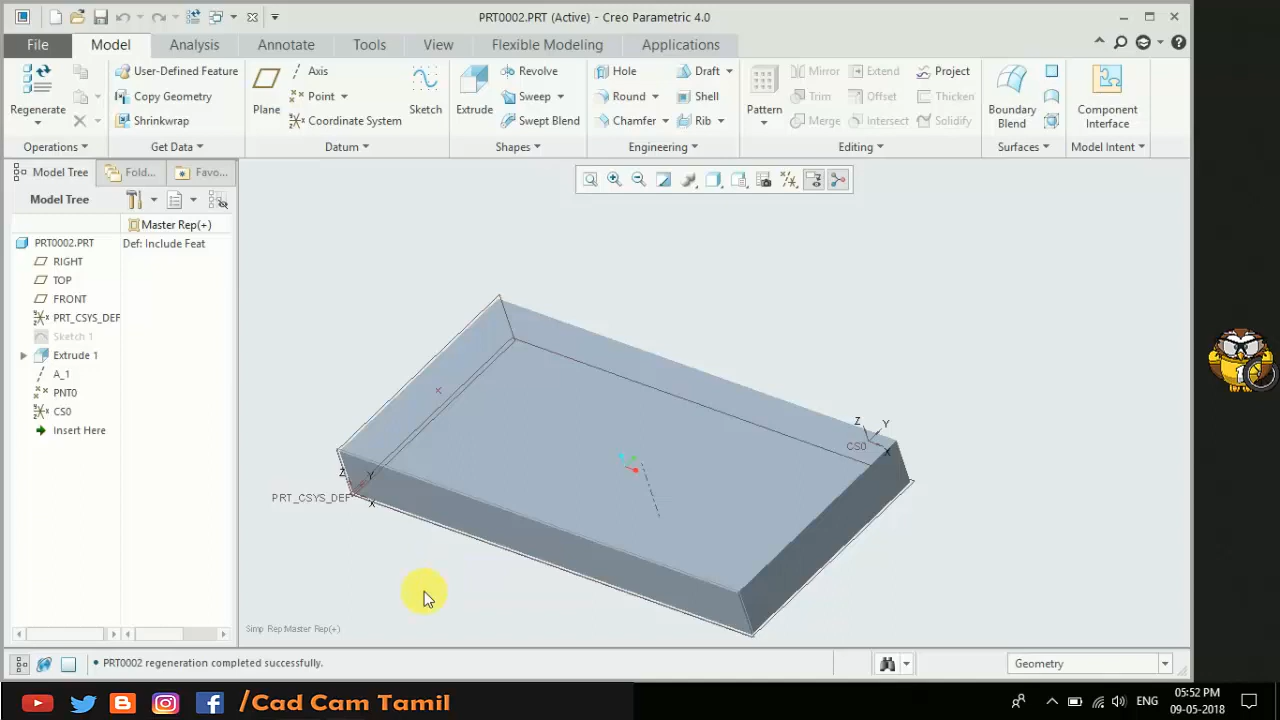 PRT0002.PRT (Active) - Creo Parametric 4.0
File Model Analysis Annotate Tools View Flexible Modeling Applications
Regenerate
Operations
User-Defined Feature
Copy Geometry
Shrinkwrap
Get Data
Plane
Axis
Point
Coordinate System
Sketch
Datum
Extrude
Revolve
Sweep
Swept Blend
Shapes
Hole
Round
Chamfer
Draft
Shell
Rib
Engineering
Pattern
Mirror
Trim
Merge
Extend
Offset
Intersect
Project
Thicken
Solidify
Editing
Boundary
Blend
Surfaces
Component
Interface
Model Intent
Model Tree Fold... Favo...
Model Tree
Master Rep(+)
PRT0002.PRT Def: Include Feat
RIGHT
TOP
FRONT
PRT_CSYS_DEF
Sketch 1
Extrude 1
A_1
PNT0
CS0
Insert Here
Z Y
CS0
X
Z Y
PRT_CSYS_DEF
X
Simp Rep:Master Rep(+)
• PRT0002 regeneration completed successfully.
Geometry
/Cad Cam Tamil
ENG
05:52 PM
09-05-2018